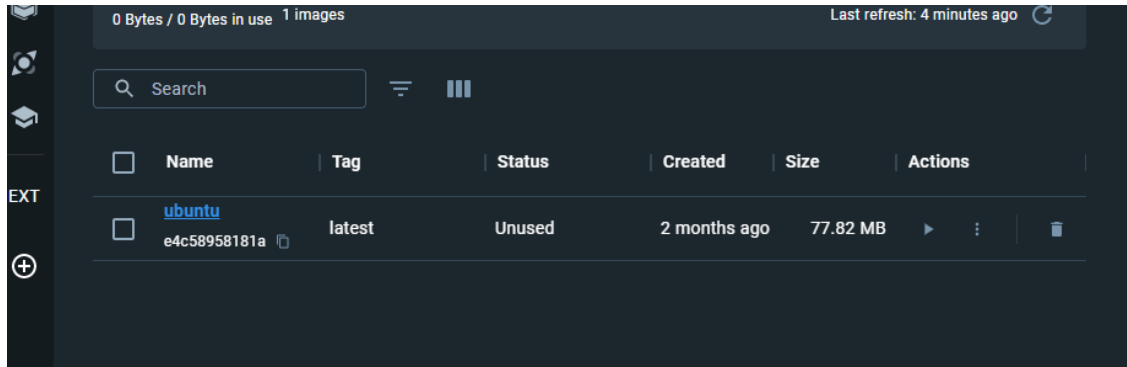 0 Bytes / 0 Bytes in use 1 images Last refresh: 4 minutes ago
Search
Name Tag Status Created Size Actions
EXT
ubuntu
latest Unused 2 months ago 77.82 MB
e4c58958181a